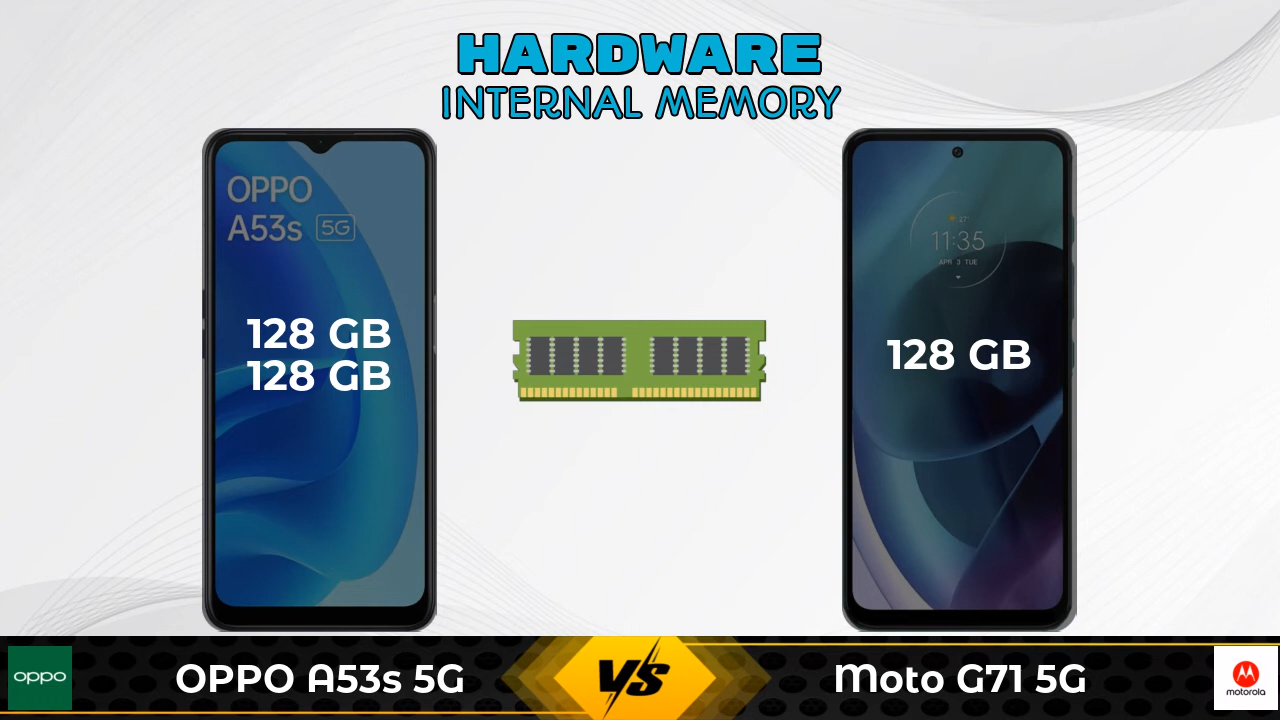 HARDWARE
INTERNAL MEMORY
OPPO
A53s 5G
128 GB
128 GB
27°
11:35
APR 3 TUE
128 GB
oppo
OPPO A53s 5G
VS
Moto G71 5G
motorola